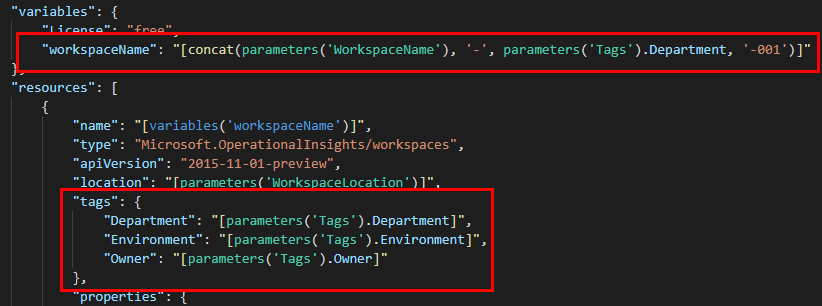 "variables": {
"License": "free",
"workspaceName": "[concat(parameters('WorkspaceName'), '-', parameters('Tags').Department, '-001')]"
},
"resources": [
{
"name": "[variables('workspaceName')]",
"type": "Microsoft.OperationalInsights/workspaces",
"apiVersion": "2015-11-01-preview",
"location": "[parameters('WorkspaceLocation')]",
"tags": {
"Department": "[parameters('Tags').Department]",
"Environment": "[parameters('Tags').Environment]",
"Owner": "[parameters('Tags').Owner]"
},
"properties": {